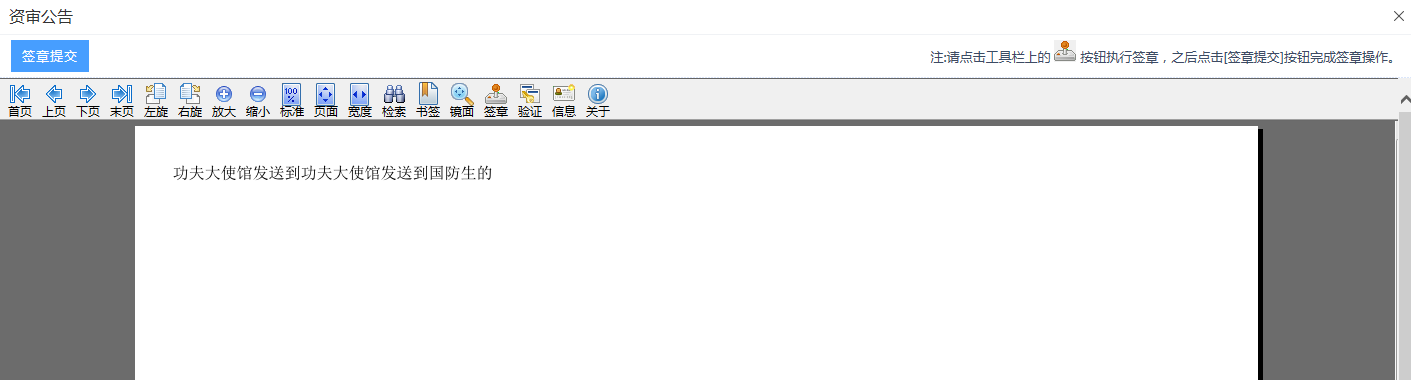 资审公告
签章提交
注:请点击工具栏上的 按钮执行签章，之后点击[签章提交]按钮完成签章操作。
首页 上页 下页 末页 左旋 右旋 放大 缩小 100 % 标准 页面 宽度 检索 书签 镜面 签章 验证 信息 关于
功夫大使馆发送到功夫大使馆发送到国防生的